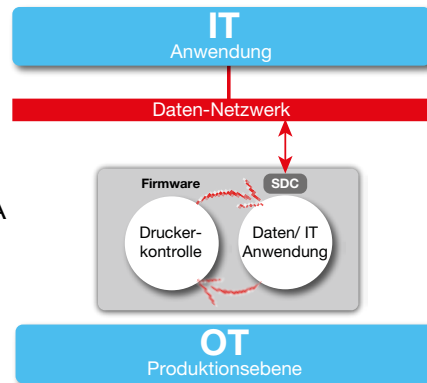 IT
Anwendung
Daten-Netzwerk
Firmware
SDC
A
Drucker-
kontrolle
Daten/ IT
Anwendung
OT
Produktionsebene